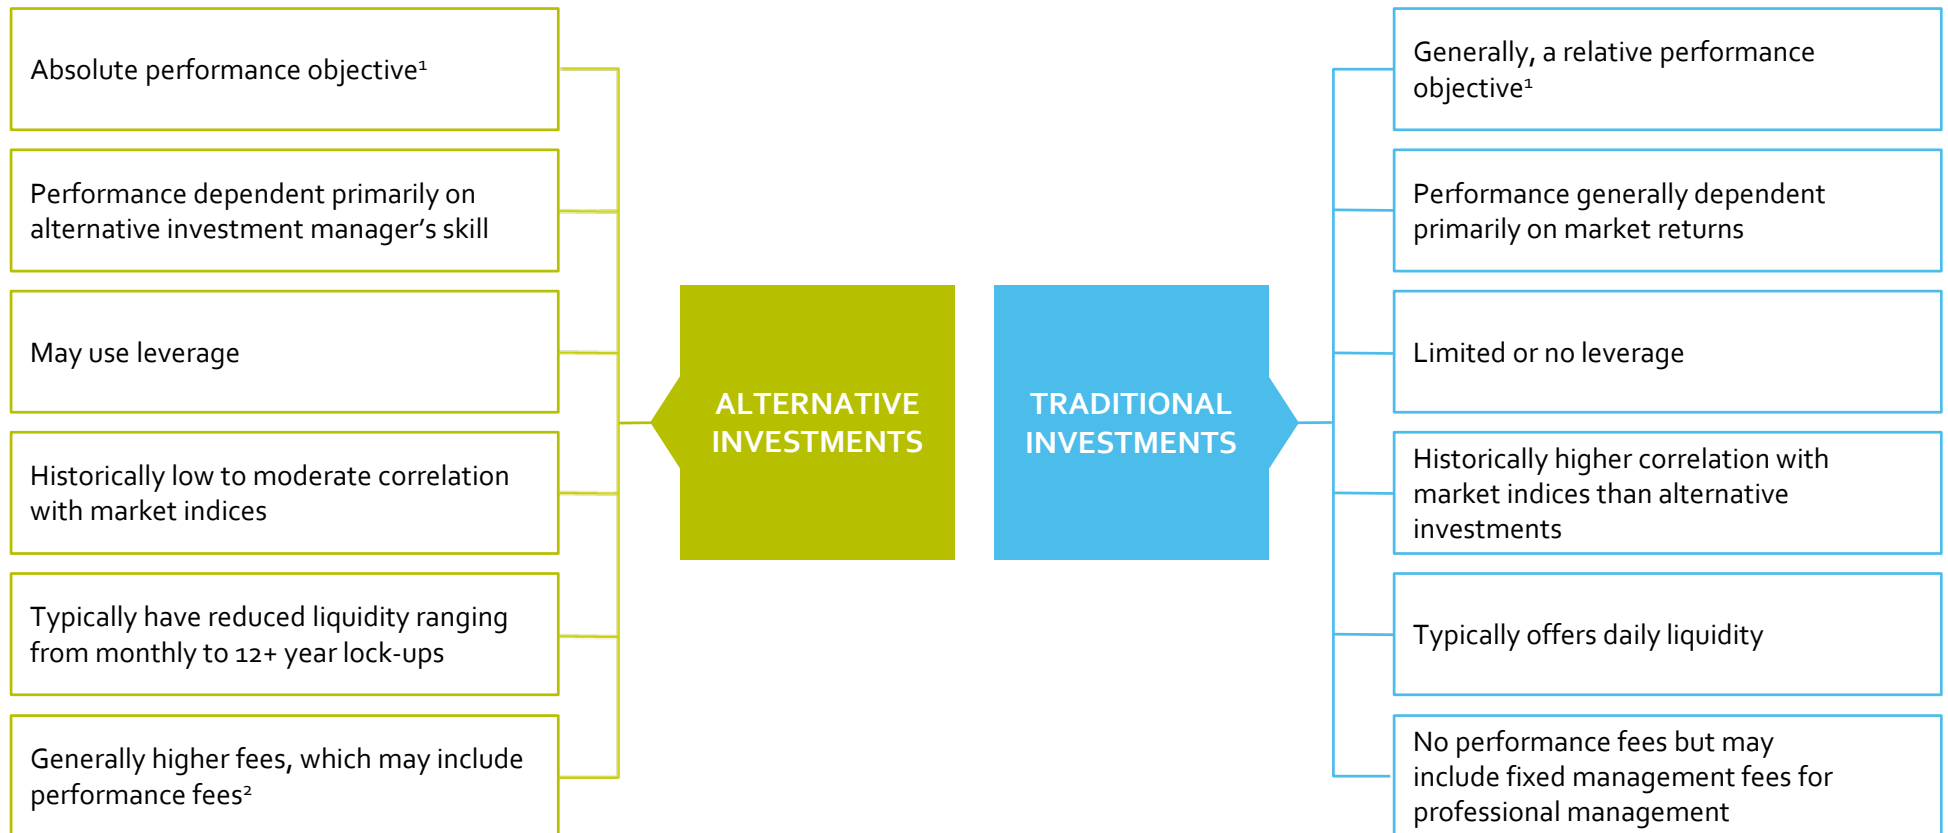 Absolute performance objective¹
Performance dependent primarily on
alternative investment manager’s skill
May use leverage
Historically low to moderate correlation
with market indices
Typically have reduced liquidity ranging
from monthly to 12+ year lock-ups
Generally higher fees, which may include
performance fees²
ALTERNATIVE
INVESTMENTS
TRADITIONAL
INVESTMENTS
Generally, a relative performance
objective¹
Performance generally dependent
primarily on market returns
Limited or no leverage
Historically higher correlation with
market indices than alternative
investments
Typically offers daily liquidity
No performance fees but may
include fixed management fees for
professional management